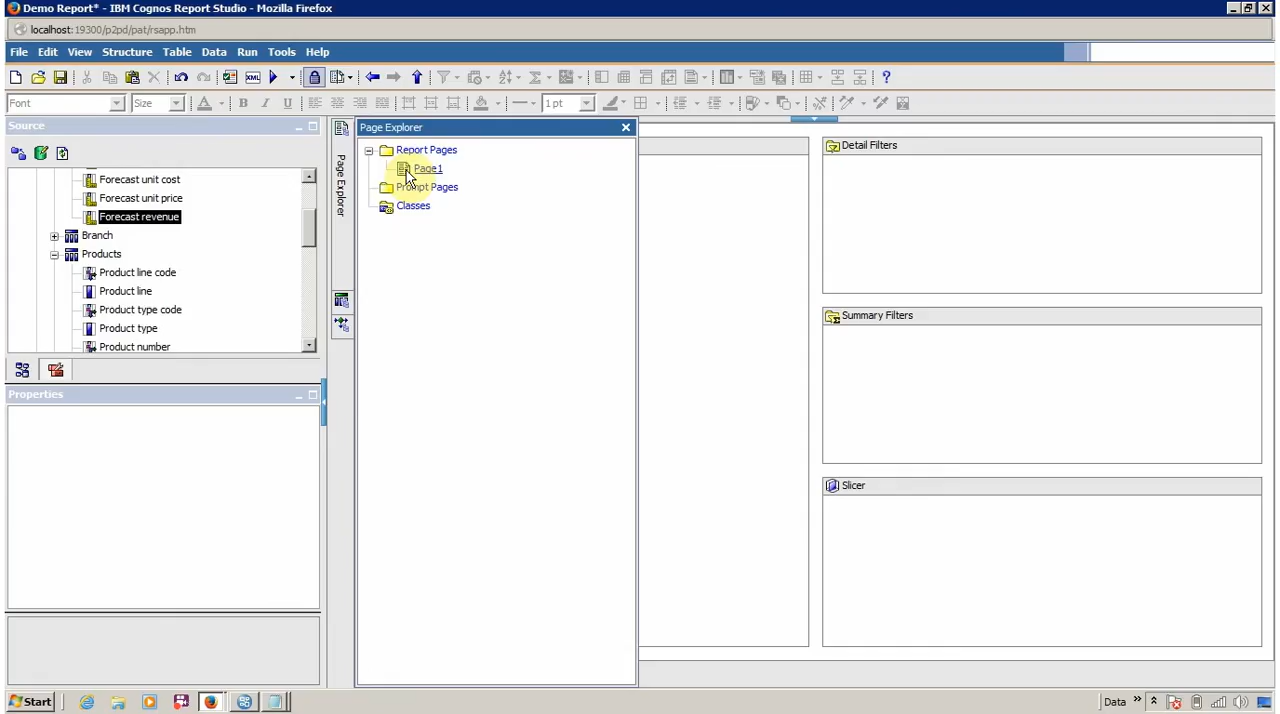 Demo Report* - IBM Cognos Report Studio - Mozilla Firefox
localhost:19300/p2pd/pat/rsapp.htm
File Edit View Structure Table Data Run Tools Help
XML
Font Size A B I U 1 pt
Source
Forecast unit cost
Forecast unit price
Forecast revenue
Branch
Products
Product line code
Product line
Product type code
Product type
Product number
Properties
Page Explorer
Page Explorer
Report Pages
Page1
Prompt Pages
Classes
Detail Filters
Summary Filters
Slicer
Start
Data